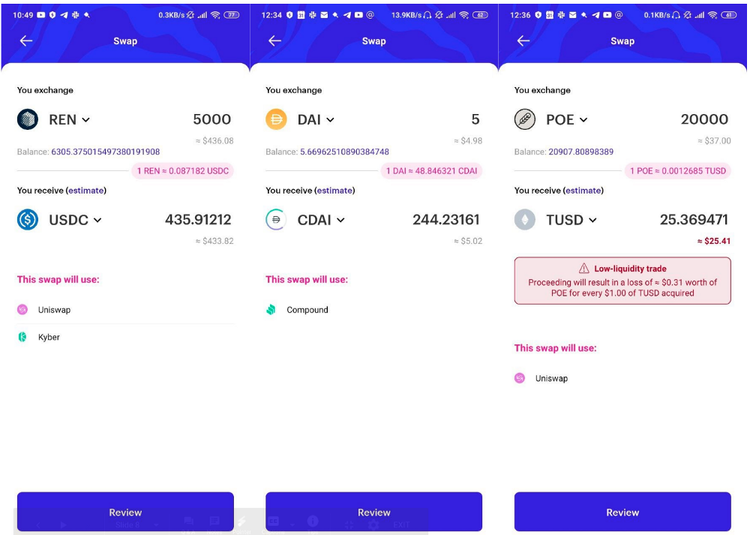 10:49
0.3KB/s
77
Swap
You exchange
REN
5000
≈ $436.08
Balance: 6305.375015497380191908
1 REN = 0.087182 USDC
You receive (estimate)
USDC
435.91212
≈ $433.82
This swap will use:
Uniswap
Kyber
Review
12:34
31
13.9KB/s
Swap
You exchange
DAI
5
≈ $4.98
Balance: 5.66962510890384748
1 DAI = 48.846321 CDAI
You receive (estimate)
CDAI
244.23161
≈ $5.02
This swap will use:
Compound
Review
EXIT
12:36
31
0.1KB/s
Swap
You exchange
POE
20000
≈ $37.00
Balance: 20907.80898389
1 POE = 0.0012685 TUSD
You receive (estimate)
TUSD
25.369471
≈ $25.41
Low-liquidity trade
Proceeding will result in a loss of ≈ $0.31 worth of
POE for every $1.00 of TUSD acquired
This swap will use:
Uniswap
Review